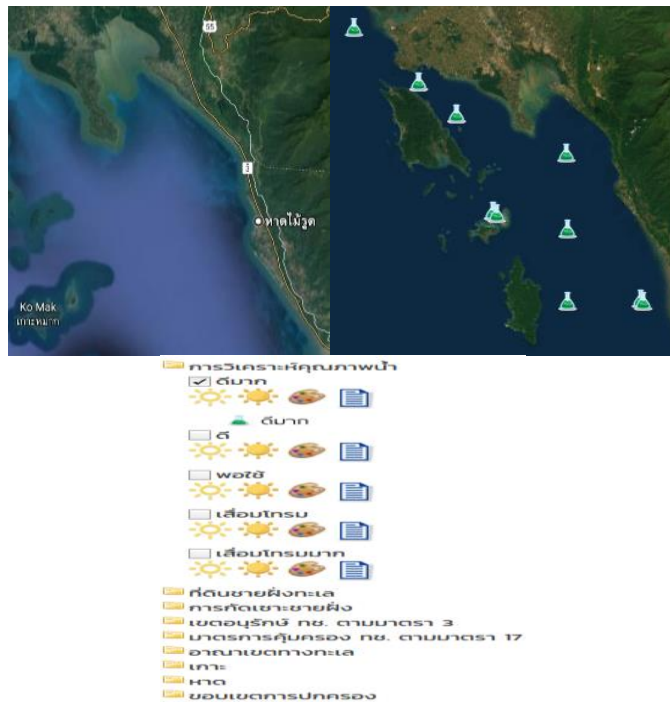 55
3
หาดไม้รูด
Ko Mak
เกาะหมาก
การวิเคราะห์คุณภาพน้ำ
ดีมาก
ดีมาก
ดี
พอใช้
เสื่อมโทรม
เสื่อมโทรมมาก
ที่ดินชายฝั่งทะเล
การกัดเซาะชายฝั่ง
เขตอนุรักษ์ ทช. ตามมาตรา 3
มาตรการคุ้มครอง ทช. ตามมาตรา 17
อาณาเขตทางทะเล
เกาะ
หาด
ขอบเขตการปกครอง